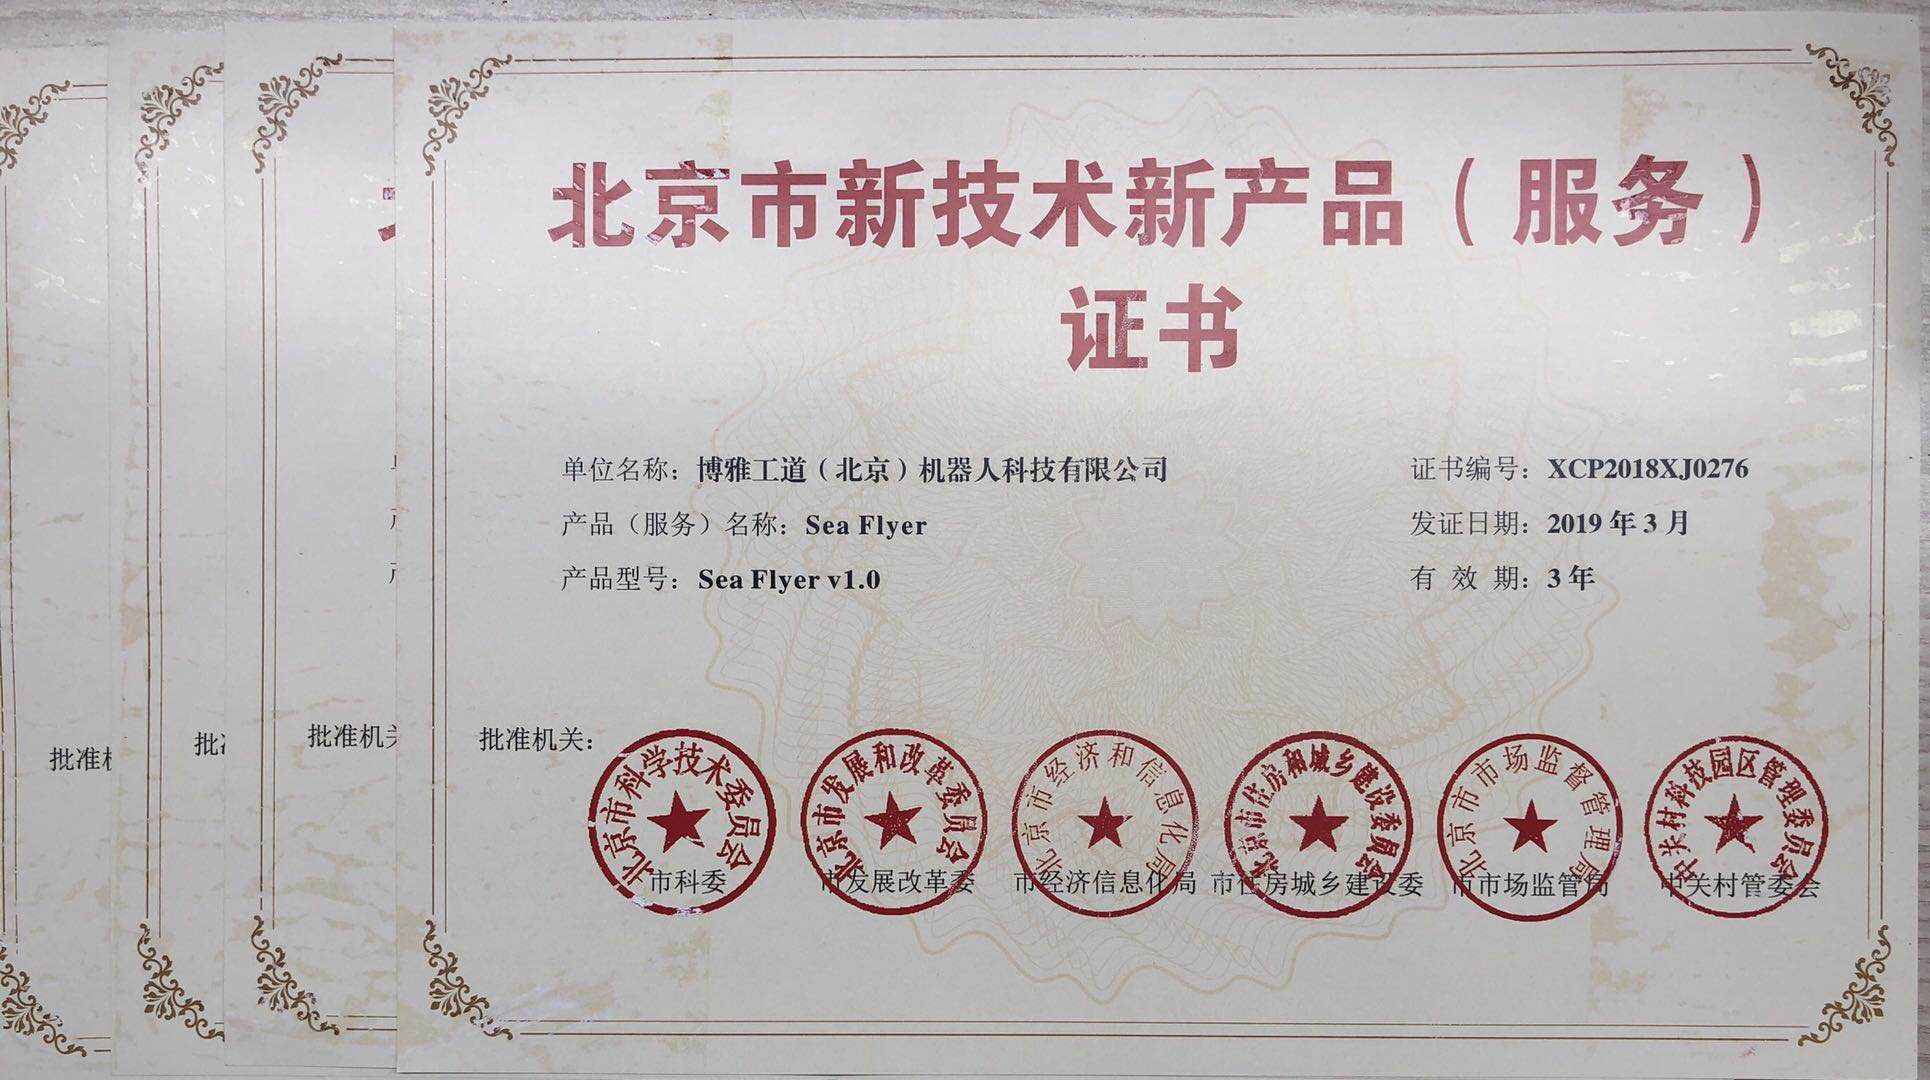 北京市新技术新产品（服务）
证书
单位名称：博雅工道（北京）机器人科技有限公司
产品（服务）名称：Sea Flyer
产品型号：Sea Flyer v1.0
证书编号：XCP2018XJ0276
发证日期：2019 年 3 月
有 效 期：3 年
批准
批
批准机关
批准机关：
北京市科学技术委员会
市科委
北京市发展和改革委员会
市发展改革委
北京市经济和信息化局
市经济信息化局
北京市住房和城乡建设委员会
市住房城乡建设委
北京市市场监督管理局
市市场监管局
中关村科技园区管理委员会
中关村管委会